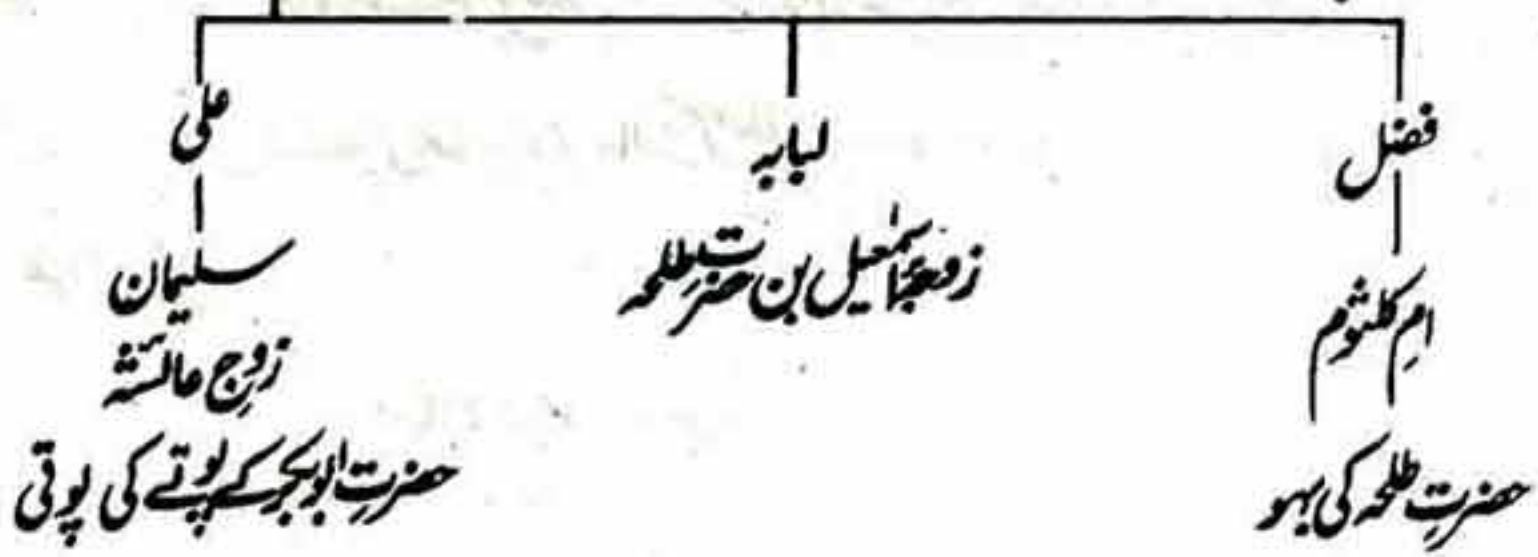 فضل
ام کلثوم
حضرتِ طلحہ کی بہو
لبابہ
زوجہ اسمٰعیل بن حضرتِ طلحہ
علی
سلیمان
زوجِ عائشہ
حضرتِ ابوبکر کے پوتے کی پوتی